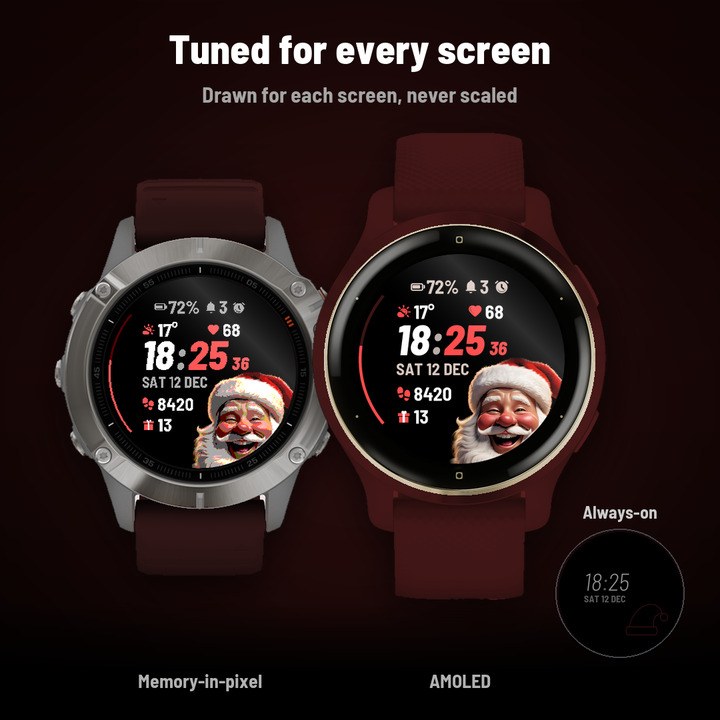 Tuned for every screen
Drawn for each screen, never scaled
72% 3
17° 68
18:25 36
SAT 12 DEC
8420
13
72% 3
17° 68
18:25 36
SAT 12 DEC
8420
13
Always-on
18:25
SAT 12 DEC
Memory-in-pixel
AMOLED